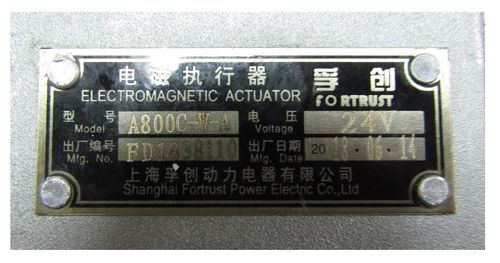 电磁执行器 孚创
ELECTROMAGNETIC ACTUATOR FORTRUST
型号 A800C-W-A 电压 24V
Model Voltage
出厂编号 出厂日期 2018-06-14
Mfg. No. Mfg. Date
上海孚创动力电器有限公司
Shanghai Fortrust Power Electric Co.,Ltd